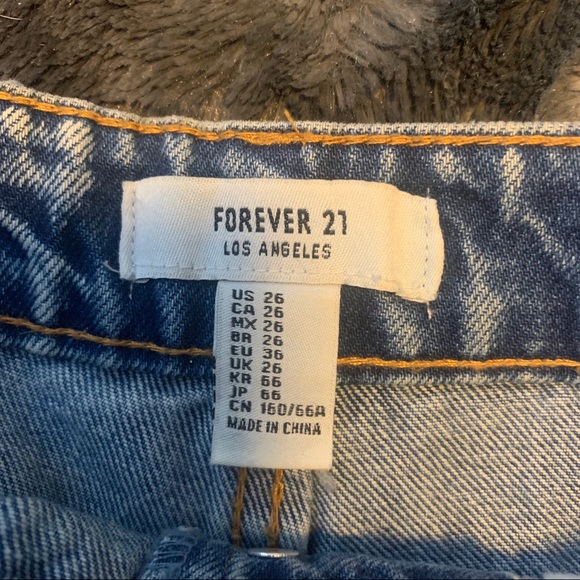 FOREVER 21
LOS ANGELES
US 26
CA 26
MX 26
BR 26
EU 36
UK 26
KR 66
JP 66
CN 160/66A
MADE IN CHINA